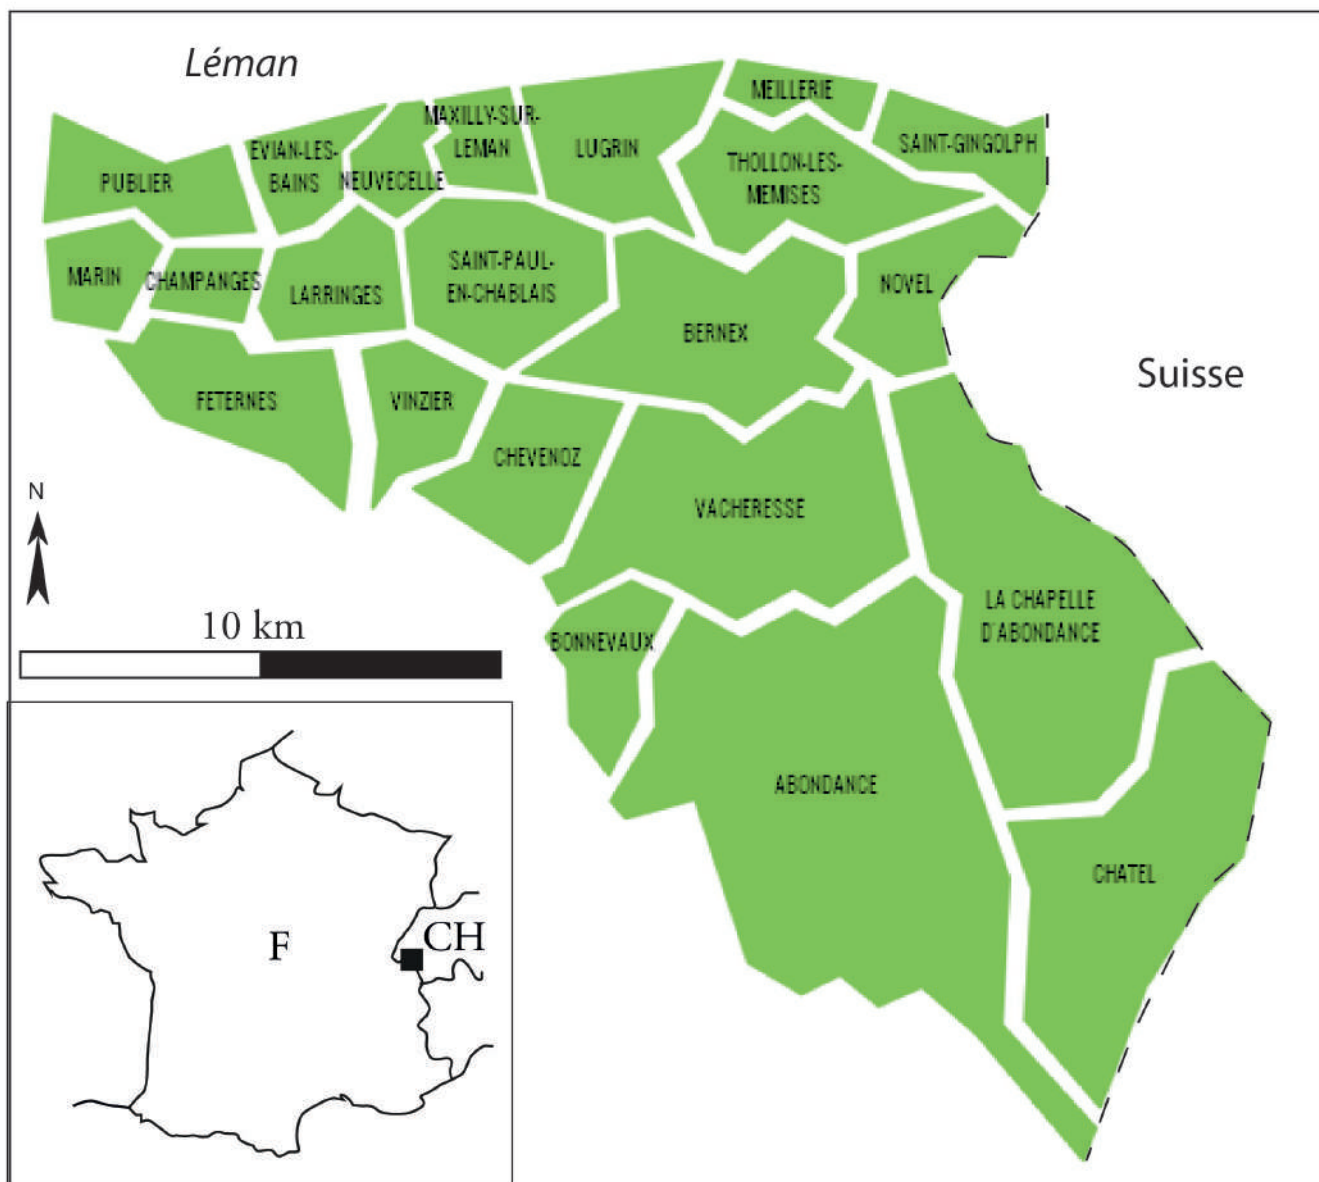 Léman
MEILLERIE
MAXILLY-SUR-
LEMAN
EVIAN-LES-
BAINS
NEUVECELLE
LUGRIN
SAINT-GINGOLPH
THOLLON-LES-
MEMISES
PUBLIER
MARIN
CHAMPANGES
LARRINGES
SAINT-PAUL-
EN-CHABLAIS
NOVEL
BERNEX
Suisse
FETERNES
VINZIER
CHEVENOZ
VACHERESSE
N
LA CHAPELLE
D'ABONDANCE
10 km
BONNEVAUX
ABONDANCE
CHATEL
F
CH